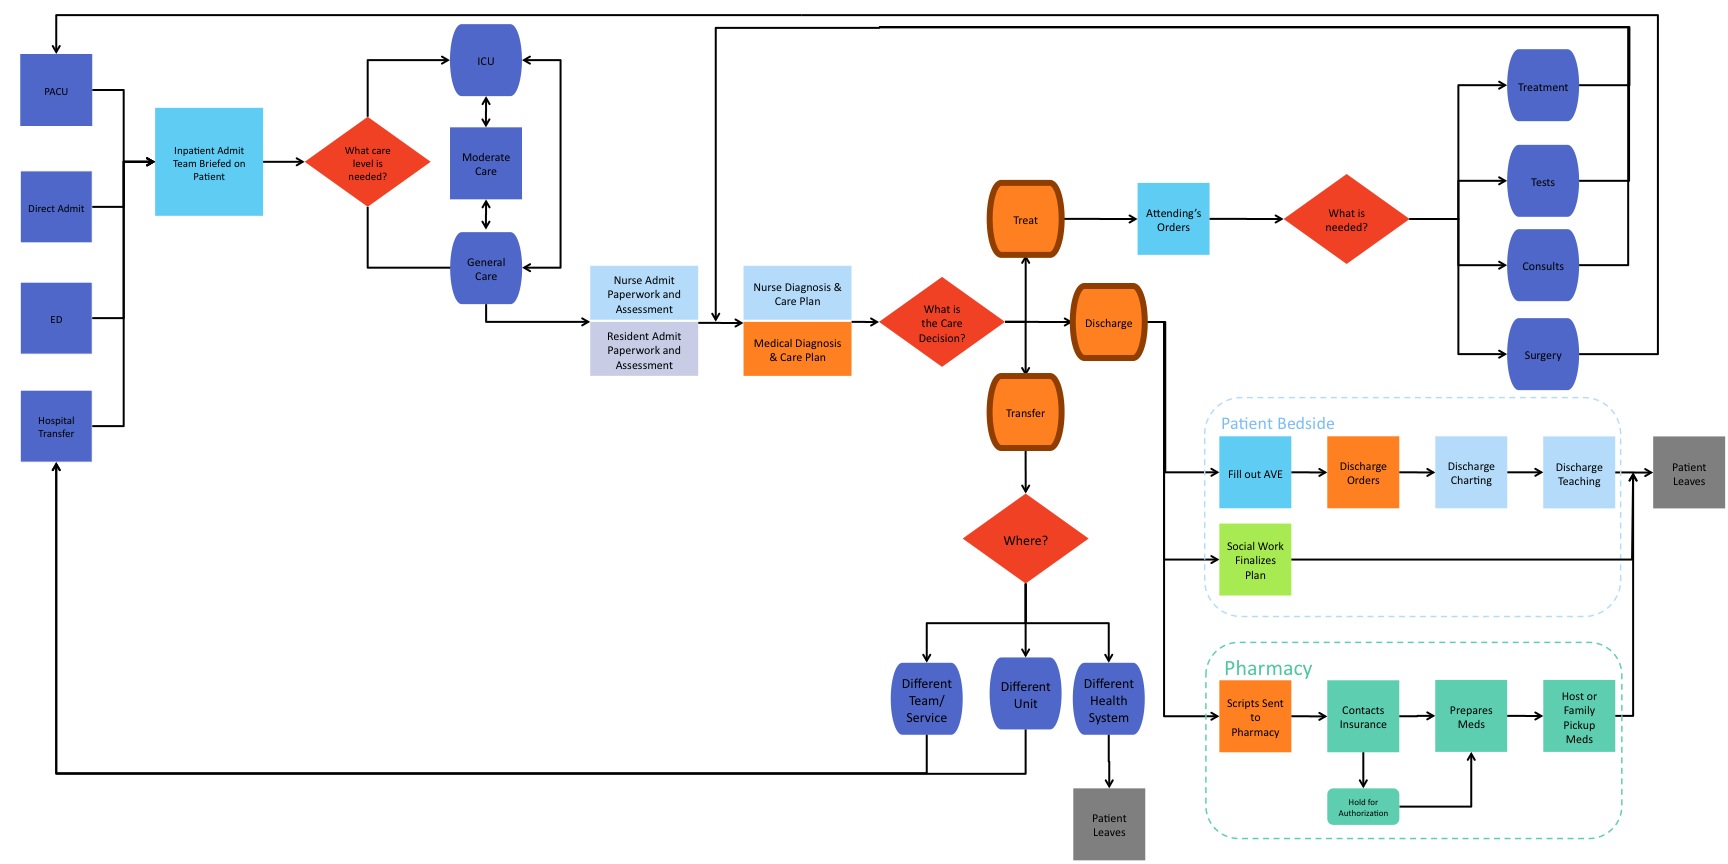 PACU
Direct Admit
ED
Hospital
Transfer
Inpatient Admit
Team Briefed on
Patient
What care
level is
needed?
ICU
Moderate
Care
General
Care
Nurse Admit
Paperwork and
Assessment
Resident Admit
Paperwork and
Assessment
Nurse Diagnosis &
Care Plan
Medical Diagnosis
& Care Plan
What is
the Care
Decision?
Treat
Discharge
Transfer
Attending's
Orders
What is
needed?
Treatment
Tests
Consults
Surgery
Patient Bedside
Fill out AVE
Discharge
Orders
Discharge
Charting
Discharge
Teaching
Patient
Leaves
Social Work
Finalizes
Plan
Where?
Different
Team/
Service
Different
Unit
Different
Health
System
Patient
Leaves
Pharmacy
Scripts Sent
to
Pharmacy
Contacts
Insurance
Prepares
Meds
Host or
Family
Pickup
Meds
Hold for
Authorization